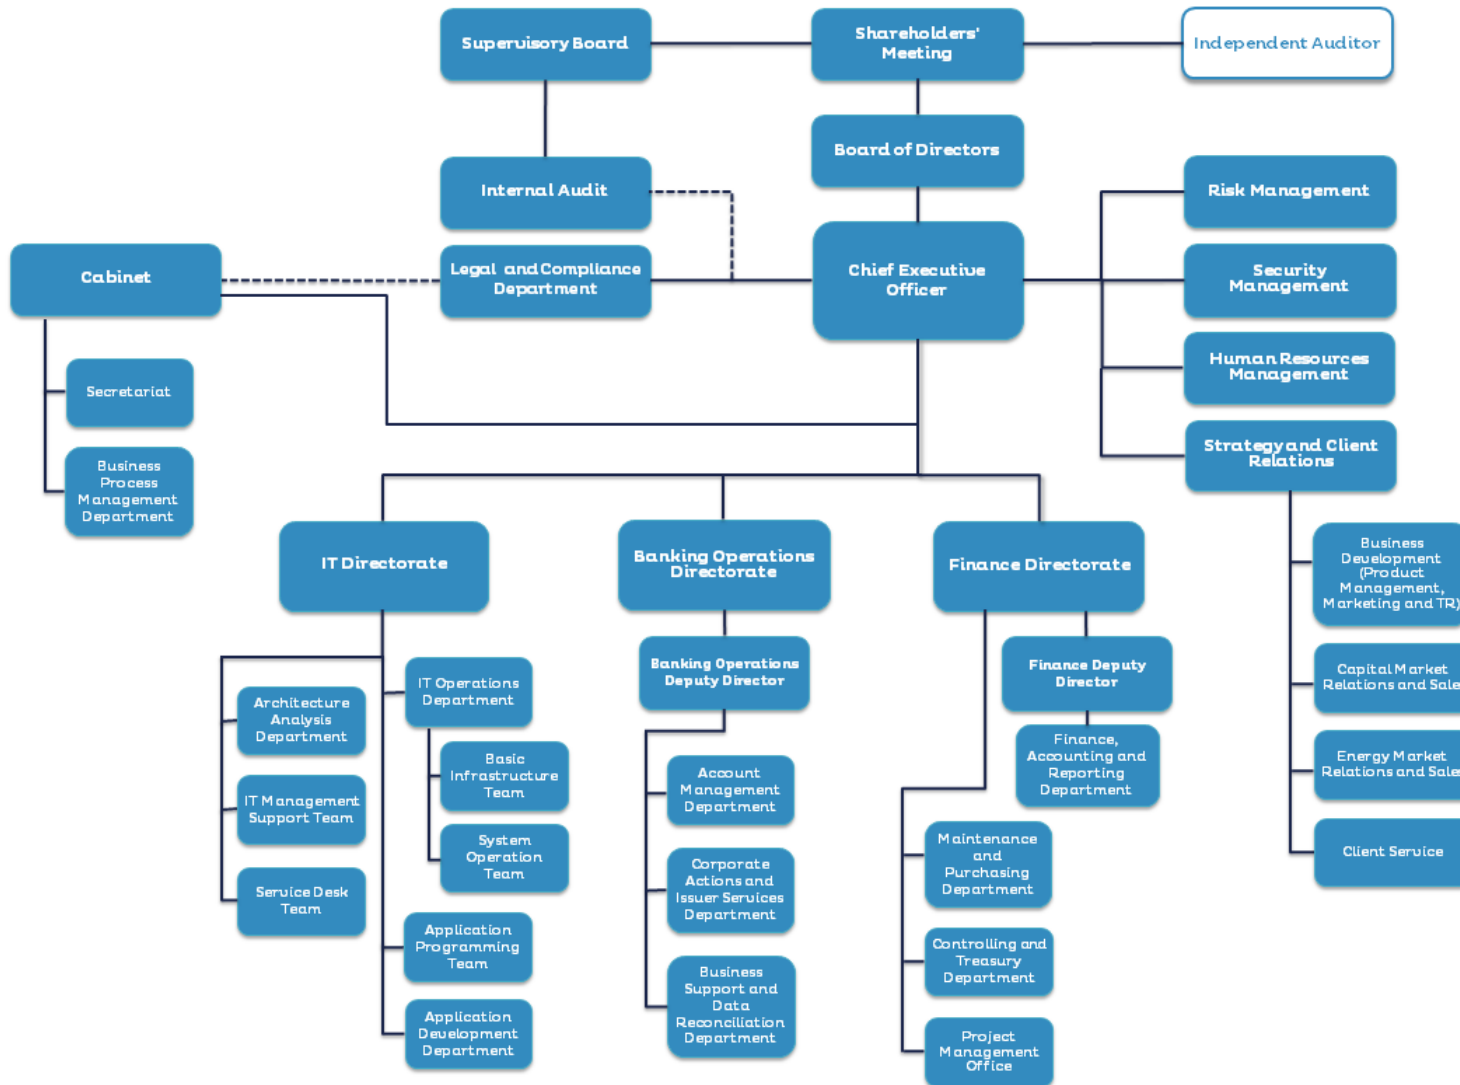 Supervisory Board
Shareholders'
Meeting
Independent Auditor
Board of Directors
Internal Audit
Risk Management
Cabinet
Legal and Compliance
Department
Chief Executive
Officer
Security
Management
Human Resources
Management
Secretariat
Strategy and Client
Relations
Business
Process
Management
Department
IT Directorate
Banking Operations
Directorate
Finance Directorate
Business
Development
(Product
Management,
Marketing and TR)
Banking Operations
Deputy Director
Finance Deputy
Director
IT Operations
Department
Capital Market
Relations and Sale
Architecture
Analysis
Department
Basic
Infrastructure
Team
Account
Management
Department
Finance,
Accounting and
Reporting
Department
Energy Market
Relations and Sale
IT Management
Support Team
System
Operation
Team
Maintenance
and
Purchasing
Department
Client Service
Service Desk
Team
Corporate
Actions and
Issuer Services
Department
Application
Programming
Team
Controlling and
Treasury
Department
Business
Support and
Data
Reconciliation
Department
Application
Development
Department
Project
Management
Office